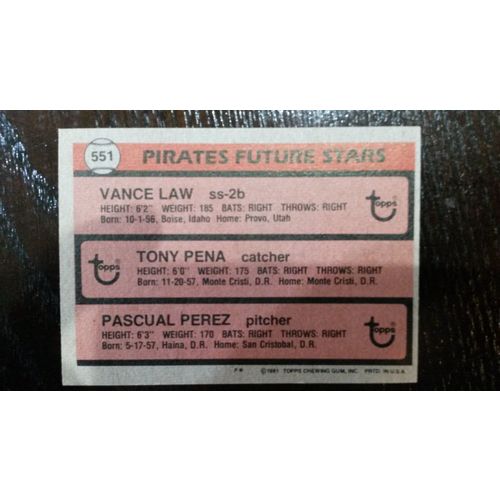 551 PIRATES FUTURE STARS
VANCE LAW ss-2b
HEIGHT: 6'2" WEIGHT: 185 BATS: RIGHT THROWS: RIGHT
Born: 10-1-56, Boise, Idaho Home: Provo, Utah
Topps
TONY PENA catcher
HEIGHT: 6'0" WEIGHT: 175 BATS: RIGHT THROWS: RIGHT
Born: 11-20-57, Monte Cristi, D.R. Home: Monte Cristi, D.R.
Topps
PASCUAL PEREZ pitcher
HEIGHT: 6'3" WEIGHT: 170 BATS: RIGHT THROWS: RIGHT
Born: 5-17-57, Haina, D.R. Home: San Cristobal, D.R.
Topps
©1981 TOPPS CHEWING GUM, INC. PRTD. IN U.S.A.